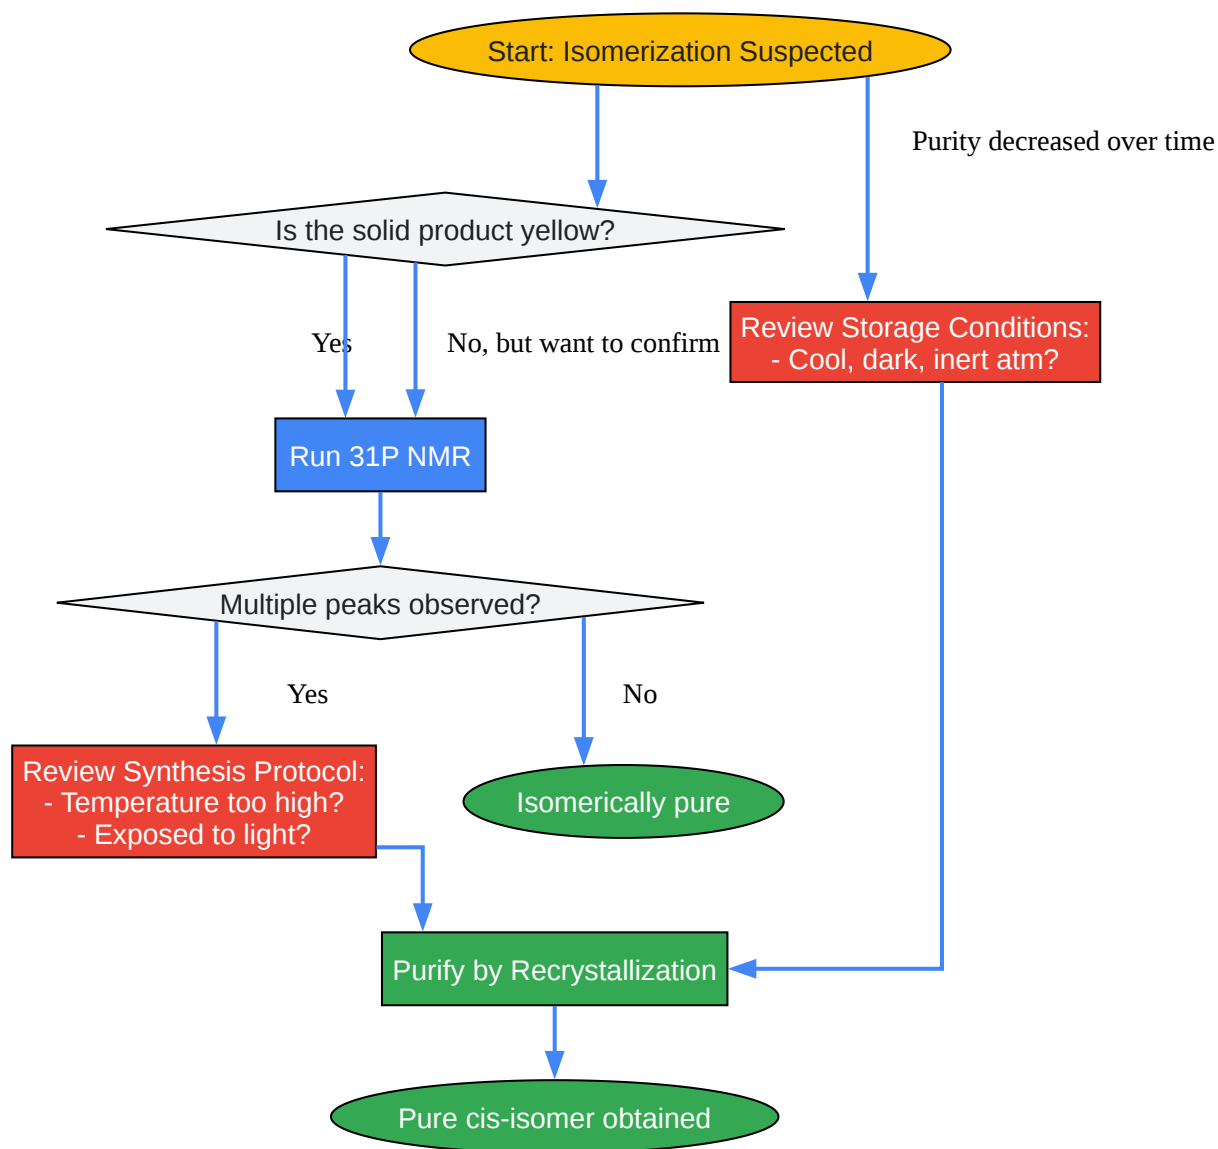 Start: Isomerization Suspected
Purity decreased over time
Is the solid product yellow?
Yes
No, but want to confirm
Review Storage Conditions:
- Cool, dark, inert atm?
Run 31P NMR
Multiple peaks observed?
Yes
No
Review Synthesis Protocol:
- Temperature too high?
- Exposed to light?
Isomerically pure
Purify by Recrystallization
Pure cis-isomer obtained